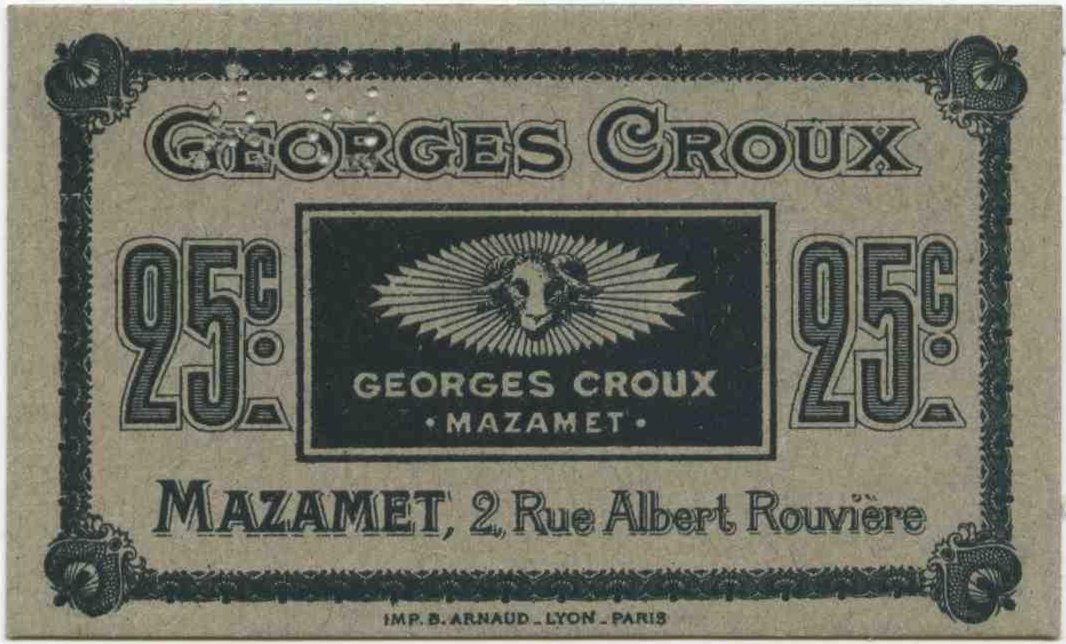 GEORGES CROUX
25c. 25c.
GEORGES CROUX
• MAZAMET •
MAZAMET, 2, Rue Albert Rouvière
IMP. B. ARNAUD _ LYON _ PARIS